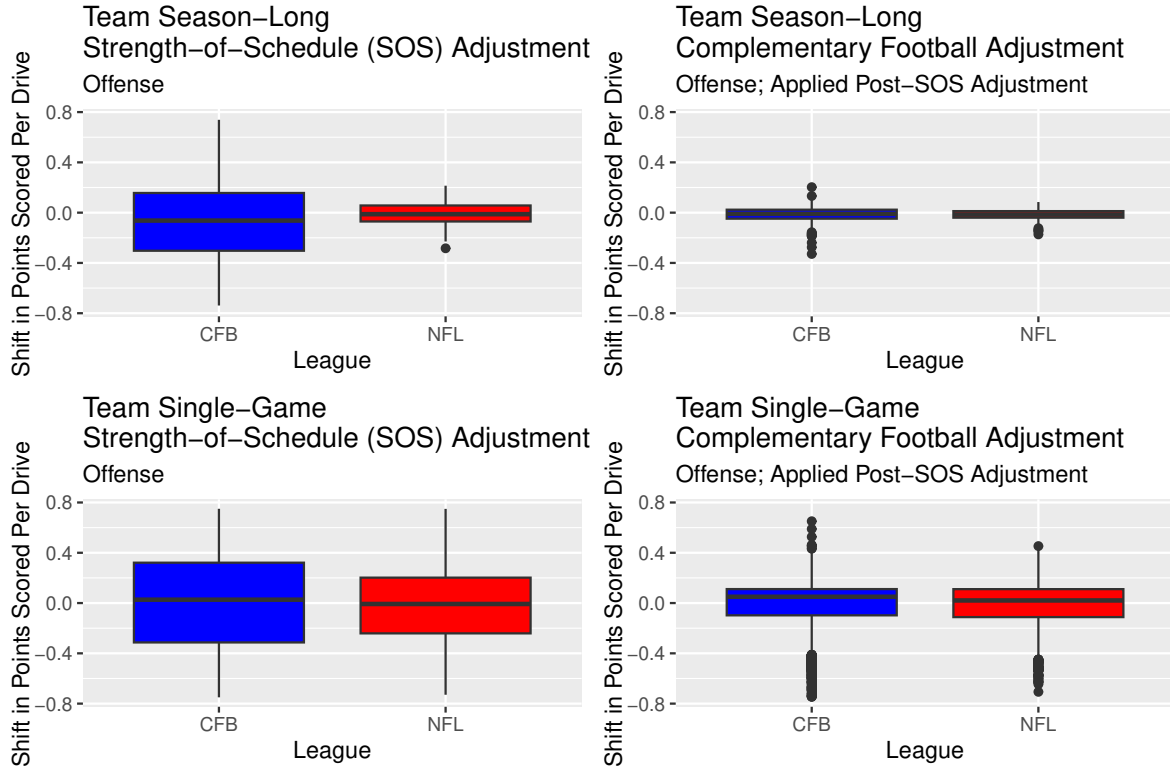 Team Season−Long
Strength−of−Schedule (SOS) Adjustment
Offense
Shift in Points Scored Per Drive
0.8
0.4
0.0
−0.4
−0.8
CFB
NFL
League
Team Season−Long
Complementary Football Adjustment
Offense; Applied Post−SOS Adjustment
Shift in Points Scored Per Drive
0.8
0.4
0.0
−0.4
−0.8
CFB
NFL
League
Team Single−Game
Strength−of−Schedule (SOS) Adjustment
Offense
Shift in Points Scored Per Drive
0.8
0.4
0.0
−0.4
−0.8
CFB
NFL
League
Team Single−Game
Complementary Football Adjustment
Offense; Applied Post−SOS Adjustment
Shift in Points Scored Per Drive
0.8
0.4
0.0
−0.4
−0.8
CFB
NFL
League